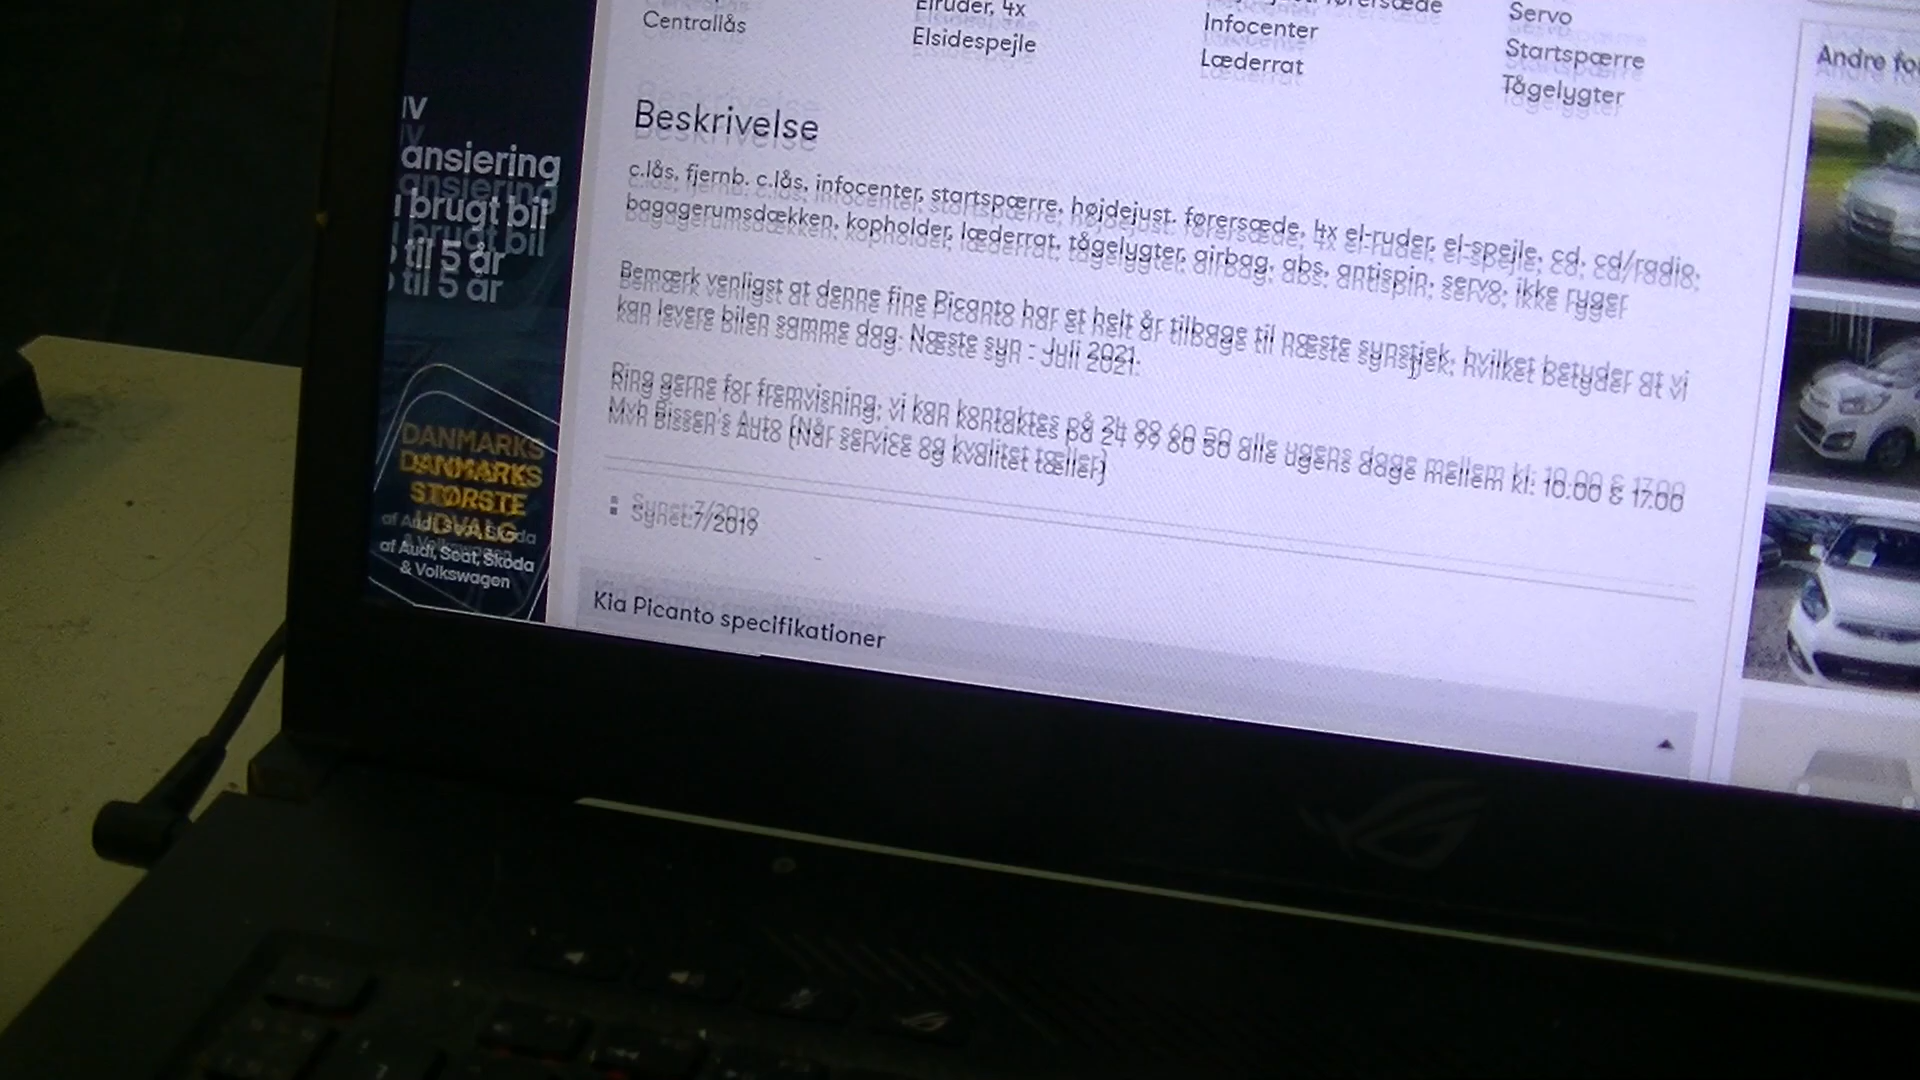 Centrallås
Elruder, 4x
Elsidespejle
førersæde
Infocenter
Læderrat
Servo
Startspærre
Tågelygter
Andre fo
Beskrivelse
c.lås, fjernb. c.lås, infocenter, startspærre, højdejust. førersæde, 4x el-ruder, el-spejle, cd, cd/radio,
bagagerumsdækken, kopholder, læderrat, tågelygter, airbag, abs, antispin, servo, ikke ryger
Bemærk venligst at denne fine Picanto har et helt år tilbage til næste synstjek, hvilket betyder at vi
kan levere bilen samme dag. Næste syn - Juli 2021.
Ring gerne for fremvisning, vi kan kontaktes på 24 99 60 50 alle ugens dage mellem kl: 10.00 & 17.00
Mvh Bissen's Auto (Når service og kvalitet tæller)
Synet:7/2019
Kia Picanto specifikationer
ansiering
brugt bil
til 5 år
DANMARKS
STØRSTE
UDVALG
af Audi, Seat, Skoda
& Volkswagen